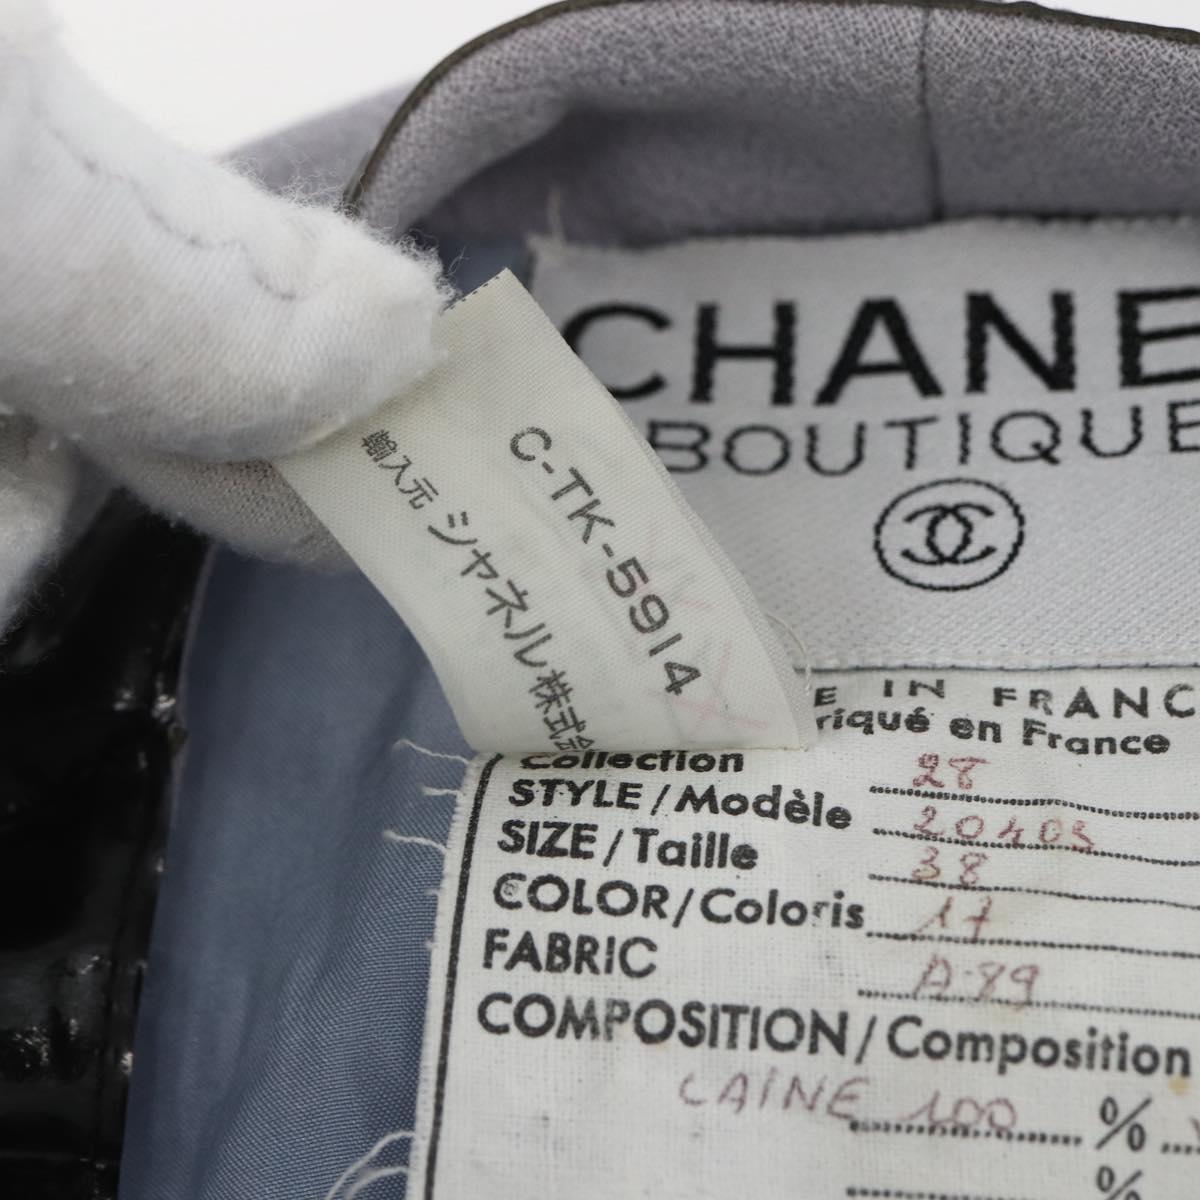 CHANE
BOUTIQUE
C-TK-5914
輸入元 シャネル株式会
E IN FRANC
riqué en France
Collection 28
STYLE/Modèle 20403
SIZE/Taille 38
COLOR/Coloris 17
FABRIC A-89
COMPOSITION/Composition
LAINE 100 %
%